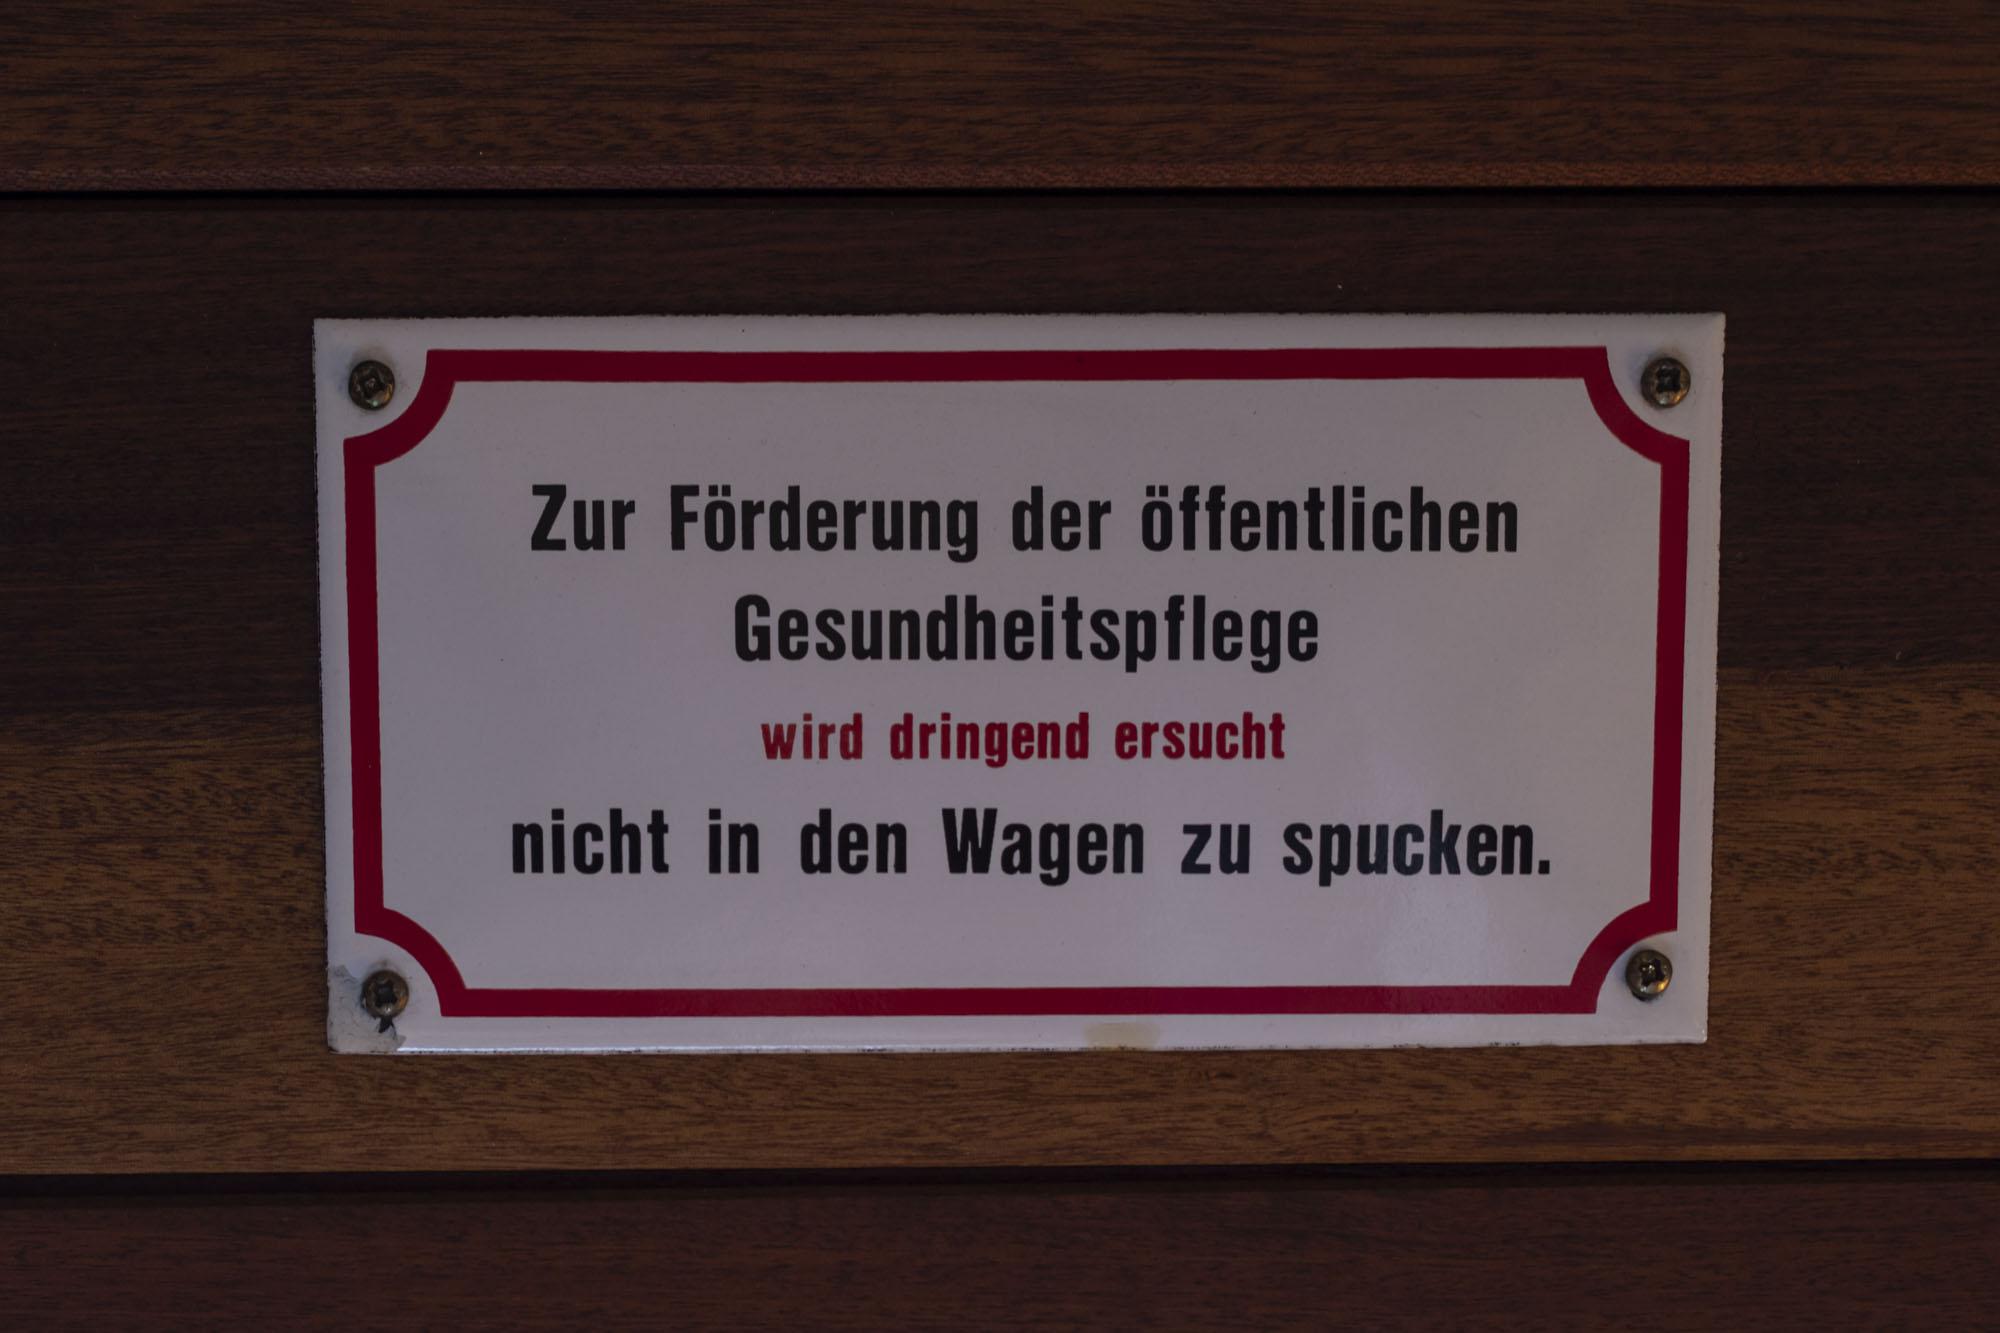 Zur Förderung der öffentlichen
Gesundheitspflege
wird dringend ersucht
nicht in den Wagen zu spucken.